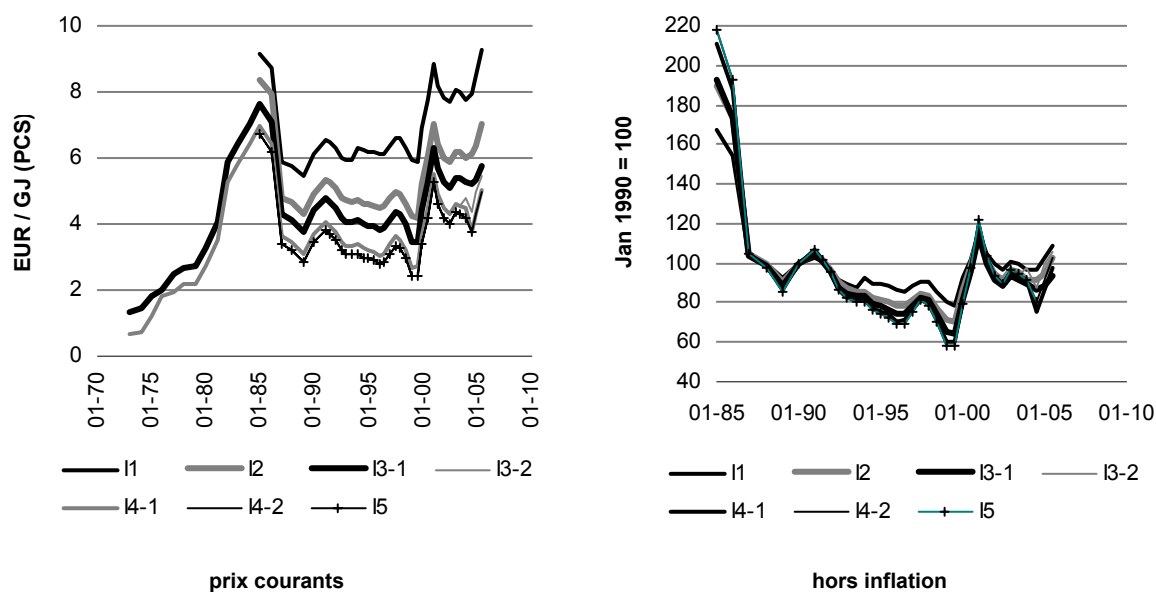 EUR / GJ (PCS)
10
8
6
4
2
0
01-70
01-75
01-80
01-85
01-90
01-95
01-00
01-05
01-10
I1
I2
I3-1
I3-2
I4-1
I4-2
I5
prix courants
Jan 1990 = 100
220
200
180
160
140
120
100
80
60
40
01-85
01-90
01-95
01-00
01-05
01-10
I1
I2
I3-1
I3-2
I4-1
I4-2
I5
hors inflation